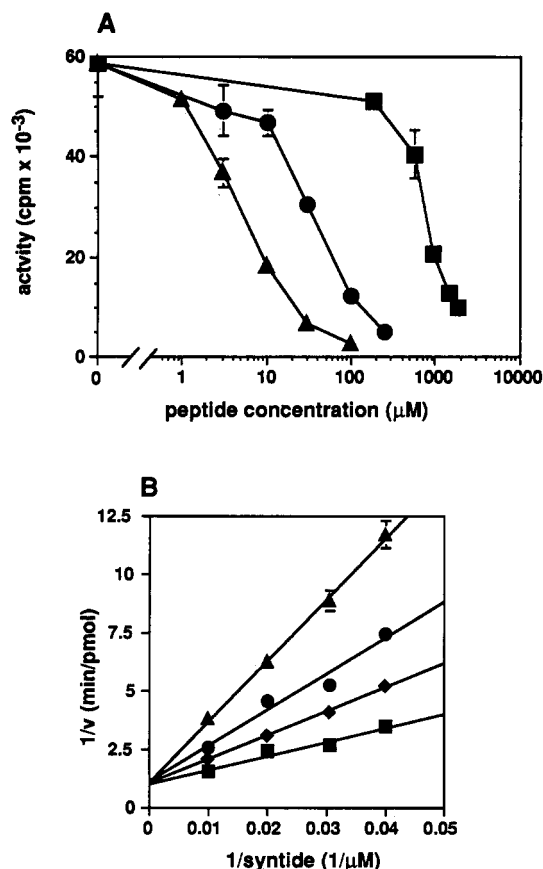 A
60
40
20
0
actvity (cpm x 10⁻³)
0 1 10 100 1000 10000
peptide concentration (μM)
B
12.5
10
7.5
5
2.5
0
1/v (min/pmol)
0 0.01 0.02 0.03 0.04 0.05
1/syntide (1/μM)